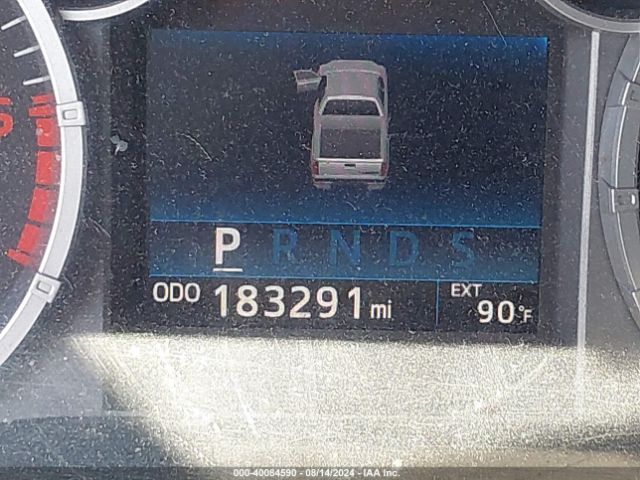 P R N D S
ODO 183291 mi
EXT
90°F
000-40084590 - 08/14/2024 - IAA Inc.